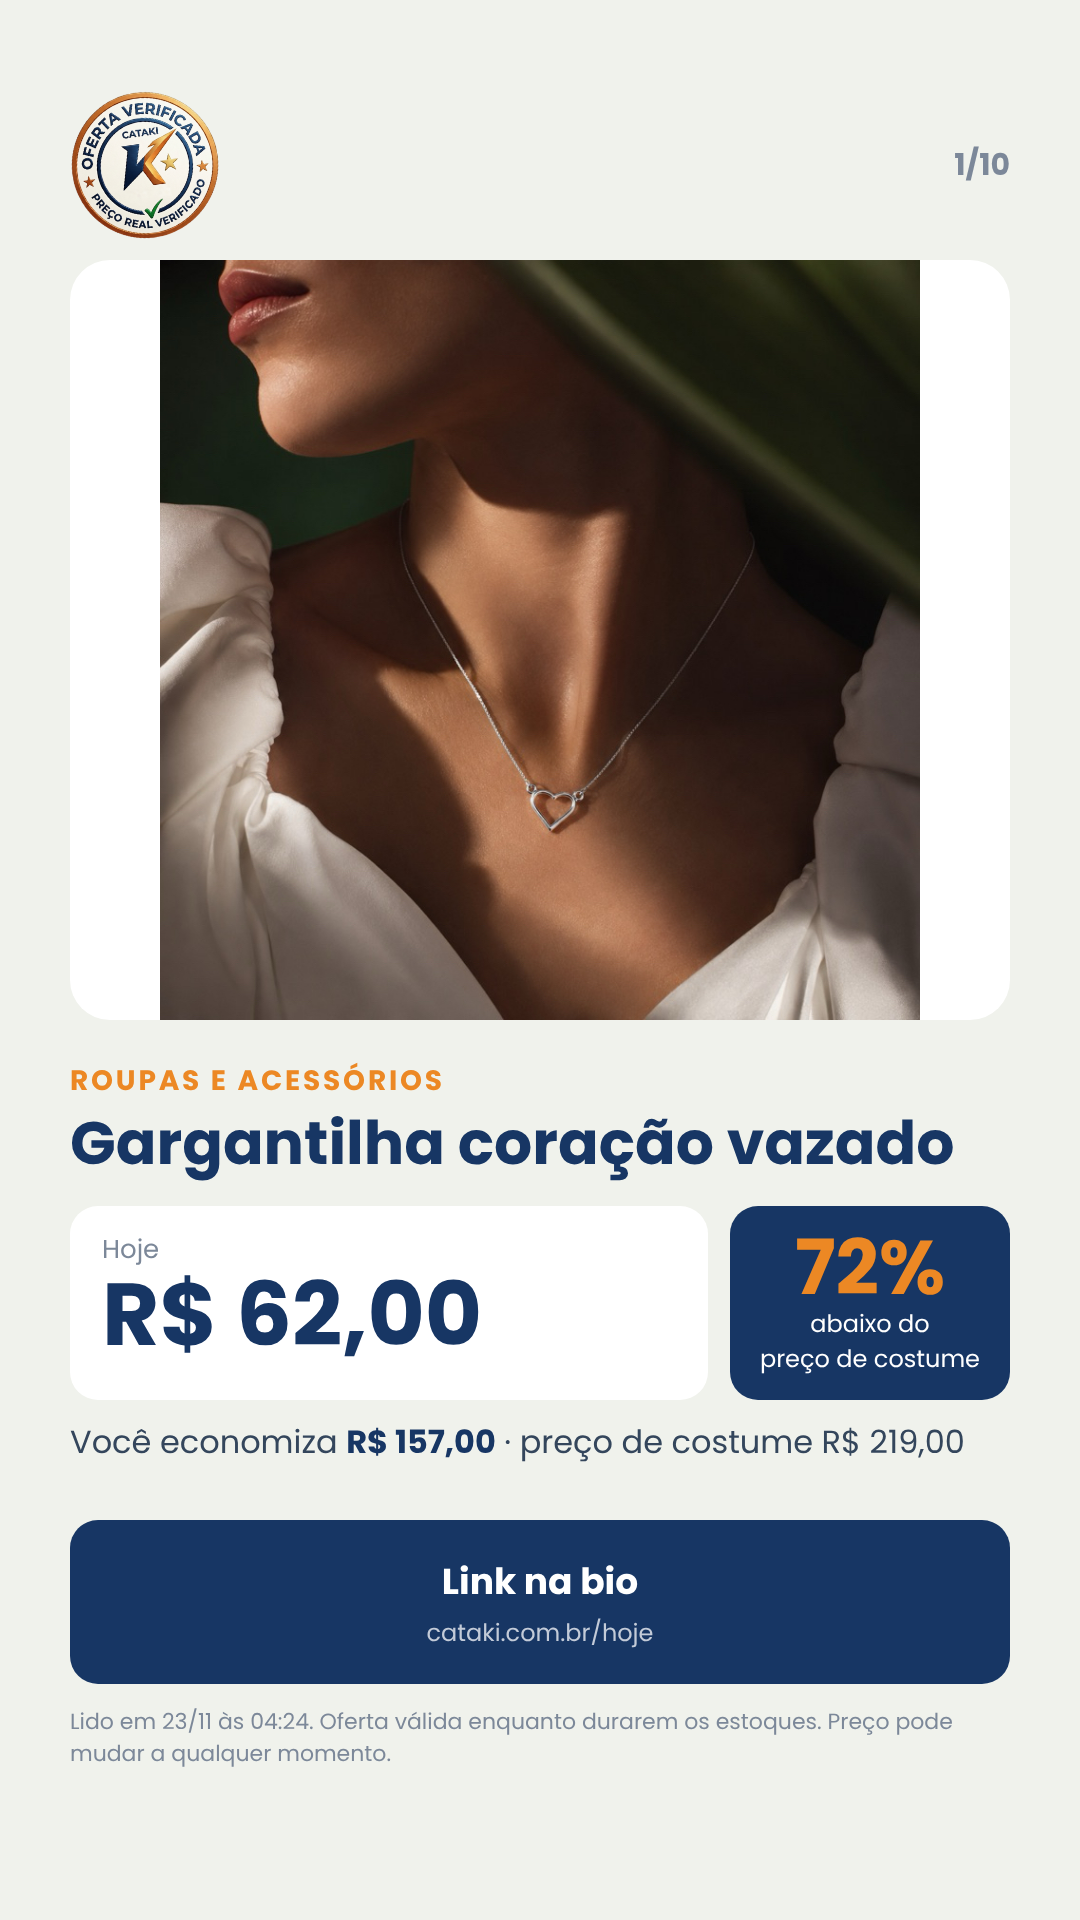 OFERTA VERIFICADA
CATAKI
K
PREÇO REAL VERIFICADO
1/10
ROUPAS E ACESSÓRIOS
Gargantilha coração vazado
Hoje
R$ 62,00
72%
abaixo do
preço de costume
Você economiza R$ 157,00 · preço de costume R$ 219,00
Link na bio
cataki.com.br/hoje
Lido em 23/11 às 04:24. Oferta válida enquanto durarem os estoques. Preço pode
mudar a qualquer momento.